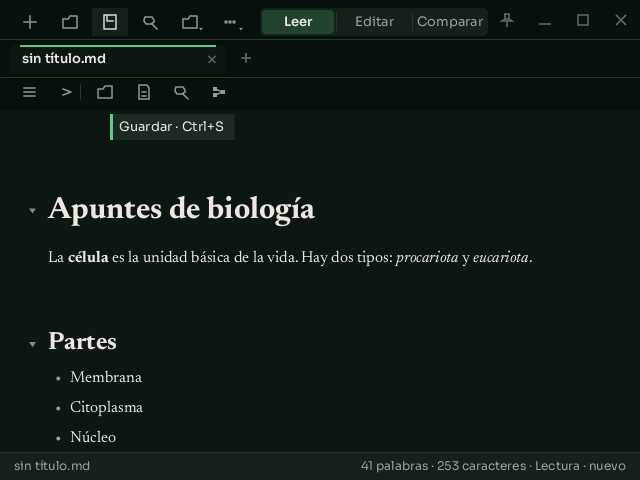 Leer Editar Comparar
sin título.md
Guardar · Ctrl+S
Apuntes de biología
La célula es la unidad básica de la vida. Hay dos tipos: procariota y eucariota.
Partes
• Membrana
• Citoplasma
• Núcleo
sin título.md 41 palabras · 253 caracteres · Lectura · nuevo